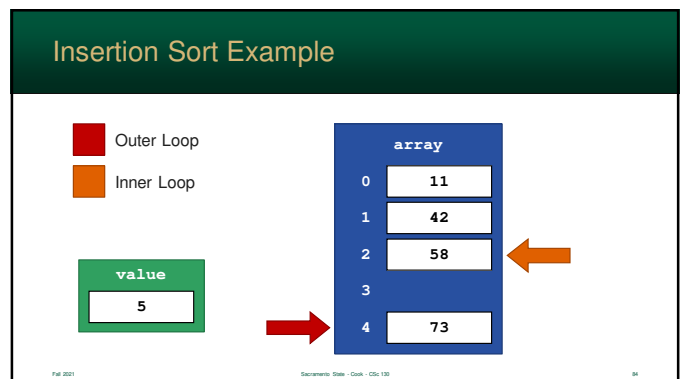 Insertion Sort Example
Outer Loop
Inner Loop
array
0 11
1 42
2 58
3
4 73
value
5
Fall 2021
Sacramento State - Cook - CSc 130
84